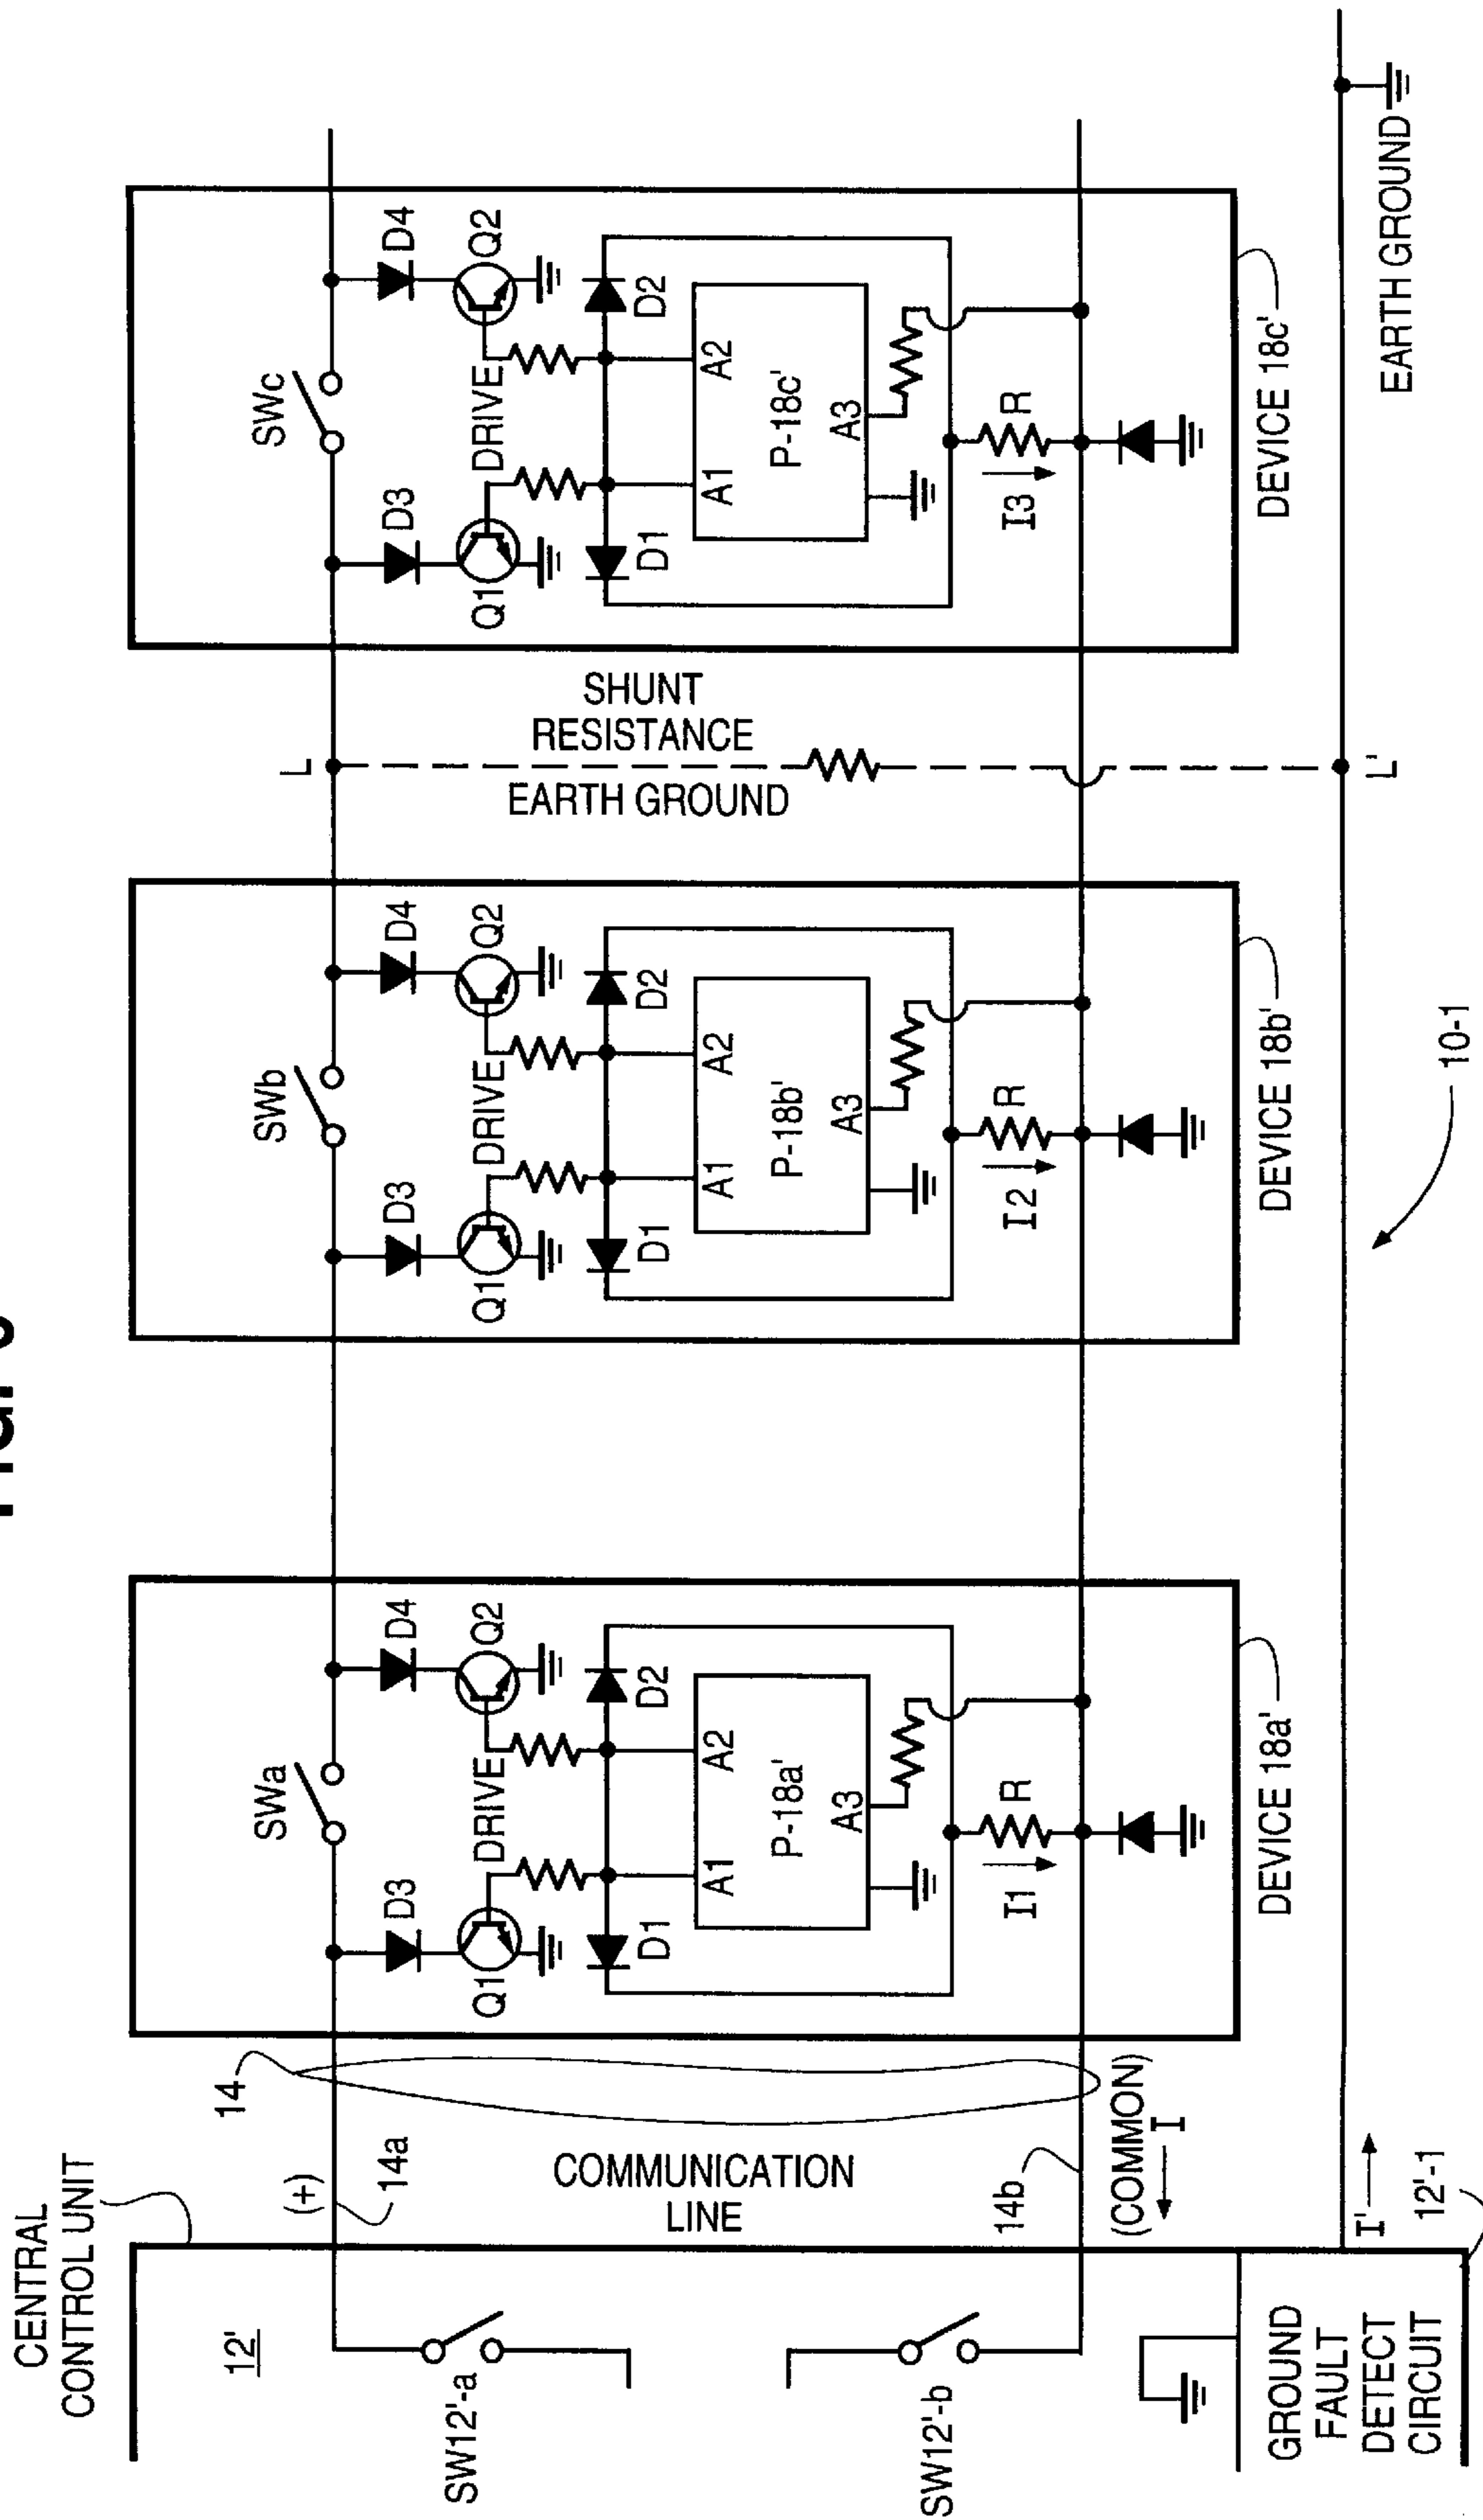 CENTRAL
CONTROL UNIT
12'
SW12'-a
SW12'-b
GROUND
FAULT
DETECT
CIRCUIT
12'-1
I'
(+)
14a
14
COMMUNICATION
LINE
14b
(COMMON)
I
SWa
D3
D4
Q1
DRIVE
Q2
D1
D2
A1
A2
P-18a'
A3
I1
R
DEVICE 18a'
SWb
D3
D4
Q1
DRIVE
Q2
D1
D2
A1
A2
P-18b'
A3
I2
R
DEVICE 18b'
10-1
L
SHUNT
RESISTANCE
EARTH GROUND
L'
SWc
D3
D4
Q1
DRIVE
Q2
D1
D2
A1
A2
P-18c'
A3
I3
R
DEVICE 18c'
EARTH GROUND